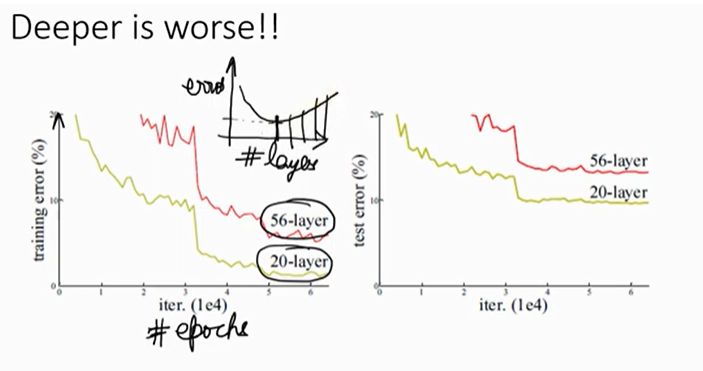 Deeper is worse!!
error
# layers
training error (%)
20
10
0
0 1 2 3 4 5 6
iter. (1e4)
56-layer
20-layer
# epochs
test error (%)
20
10
0
0 1 2 3 4 5 6
iter. (1e4)
56-layer
20-layer